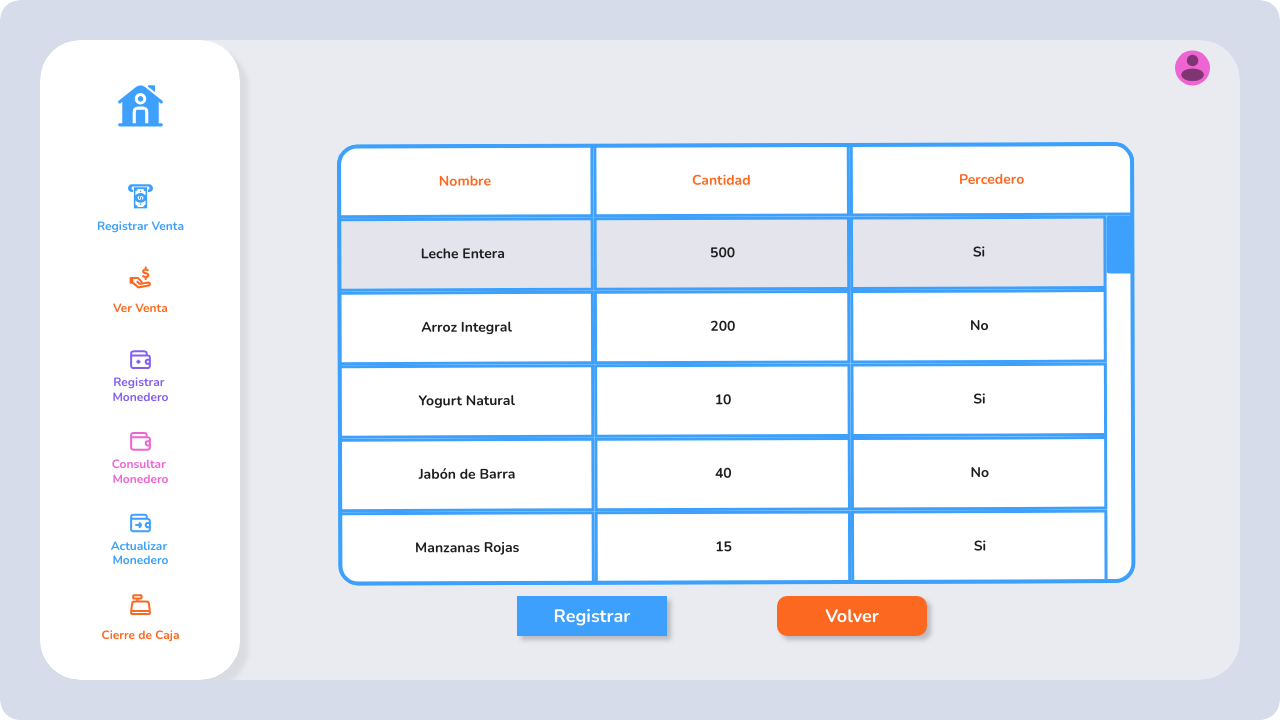 Registrar Venta
Ver Venta
Registrar
Monedero
Consultar
Monedero
Actualizar
Monedero
Cierre de Caja
Nombre Cantidad Percedero
Leche Entera 500 Si
Arroz Integral 200 No
Yogurt Natural 10 Si
Jabón de Barra 40 No
Manzanas Rojas 15 Si
Registrar Volver